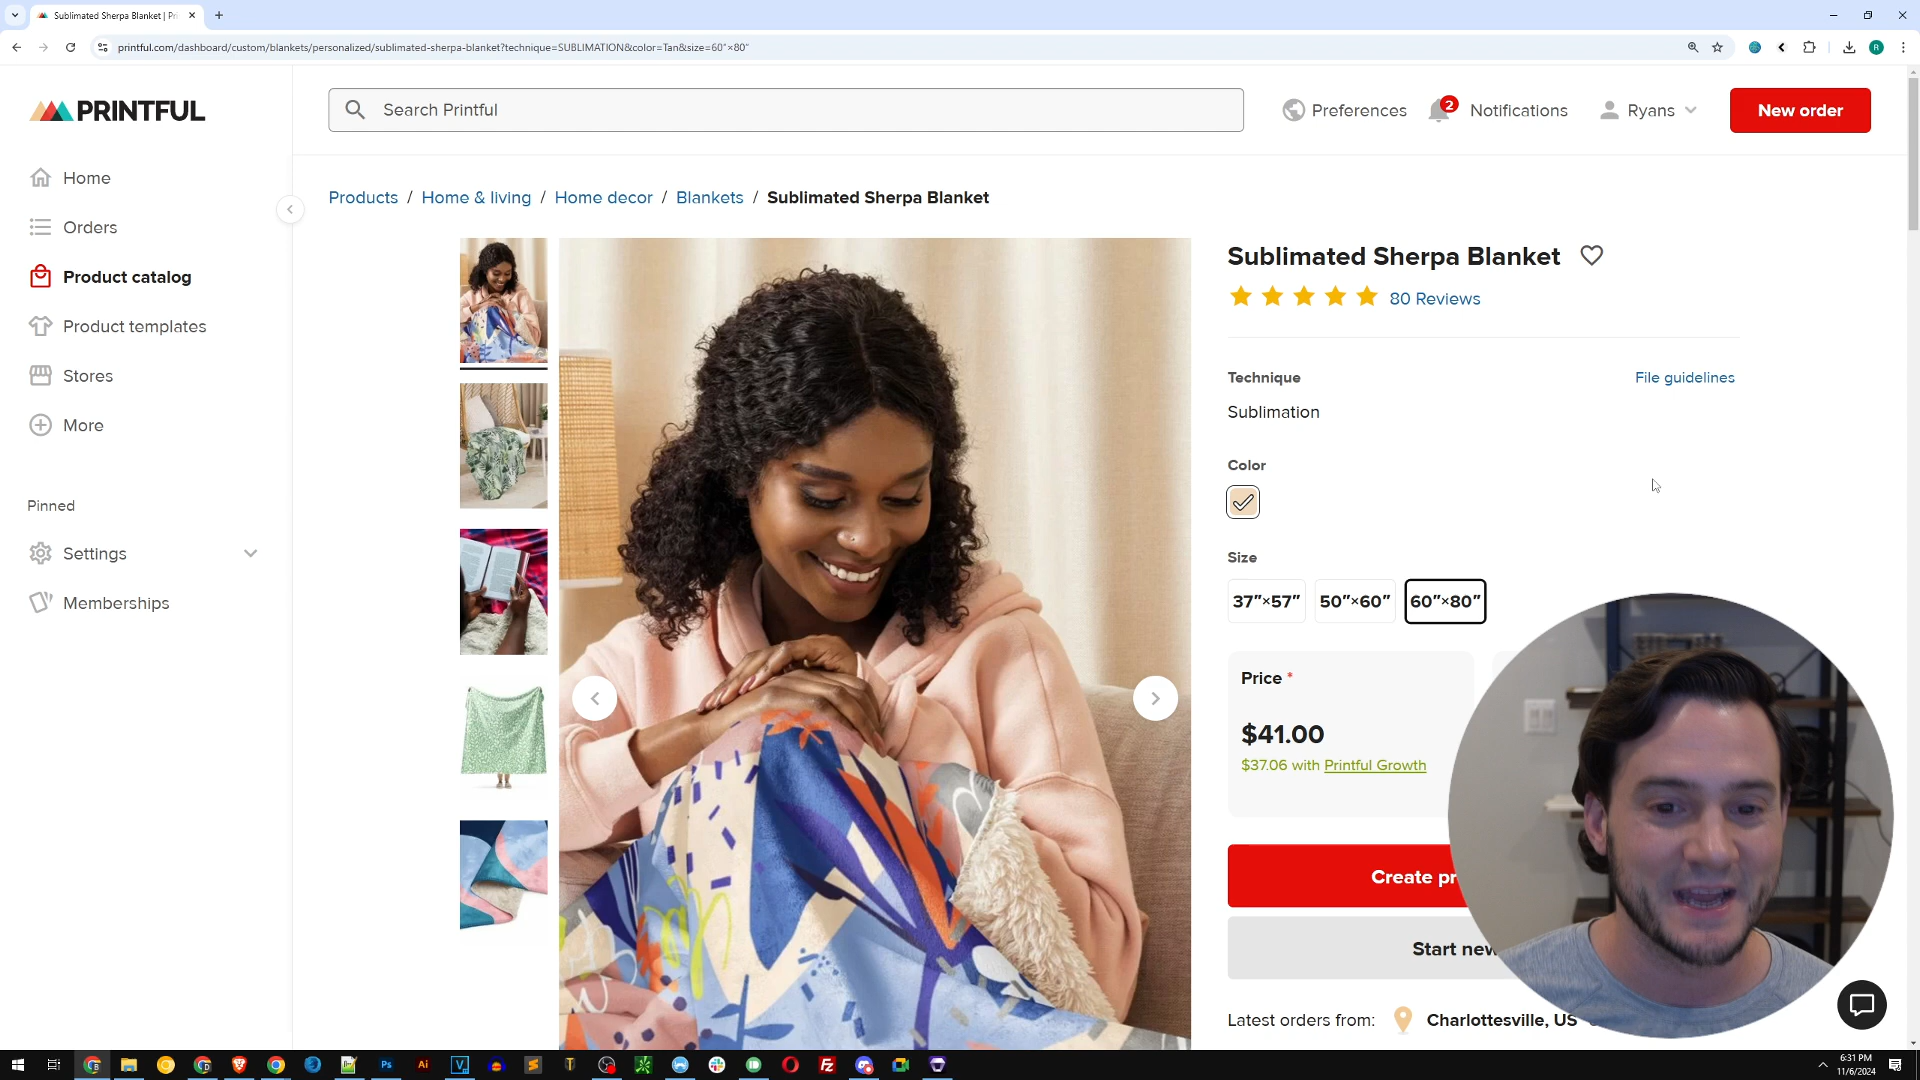 Sublimated Sherpa Blanket | Pri
printful.com/dashboard/custom/blankets/personalized/sublimated-sherpa-blanket?technique=SUBLIMATION&color=Tan&size=60"×80"
PRINTFUL
Search Printful
Preferences
2
Notifications
Ryans
New order
Home
Orders
Product catalog
Product templates
Stores
More
Pinned
Settings
Memberships
Products / Home & living / Home decor / Blankets / Sublimated Sherpa Blanket
Sublimated Sherpa Blanket
80 Reviews
Technique
File guidelines
Sublimation
Color
Size
37″×57″
50″×60″
60″×80″
Price *
$41.00
$37.06 with Printful Growth
Create pr
Start new
Latest orders from:
Charlottesville, US
6:31 PM
11/6/2024